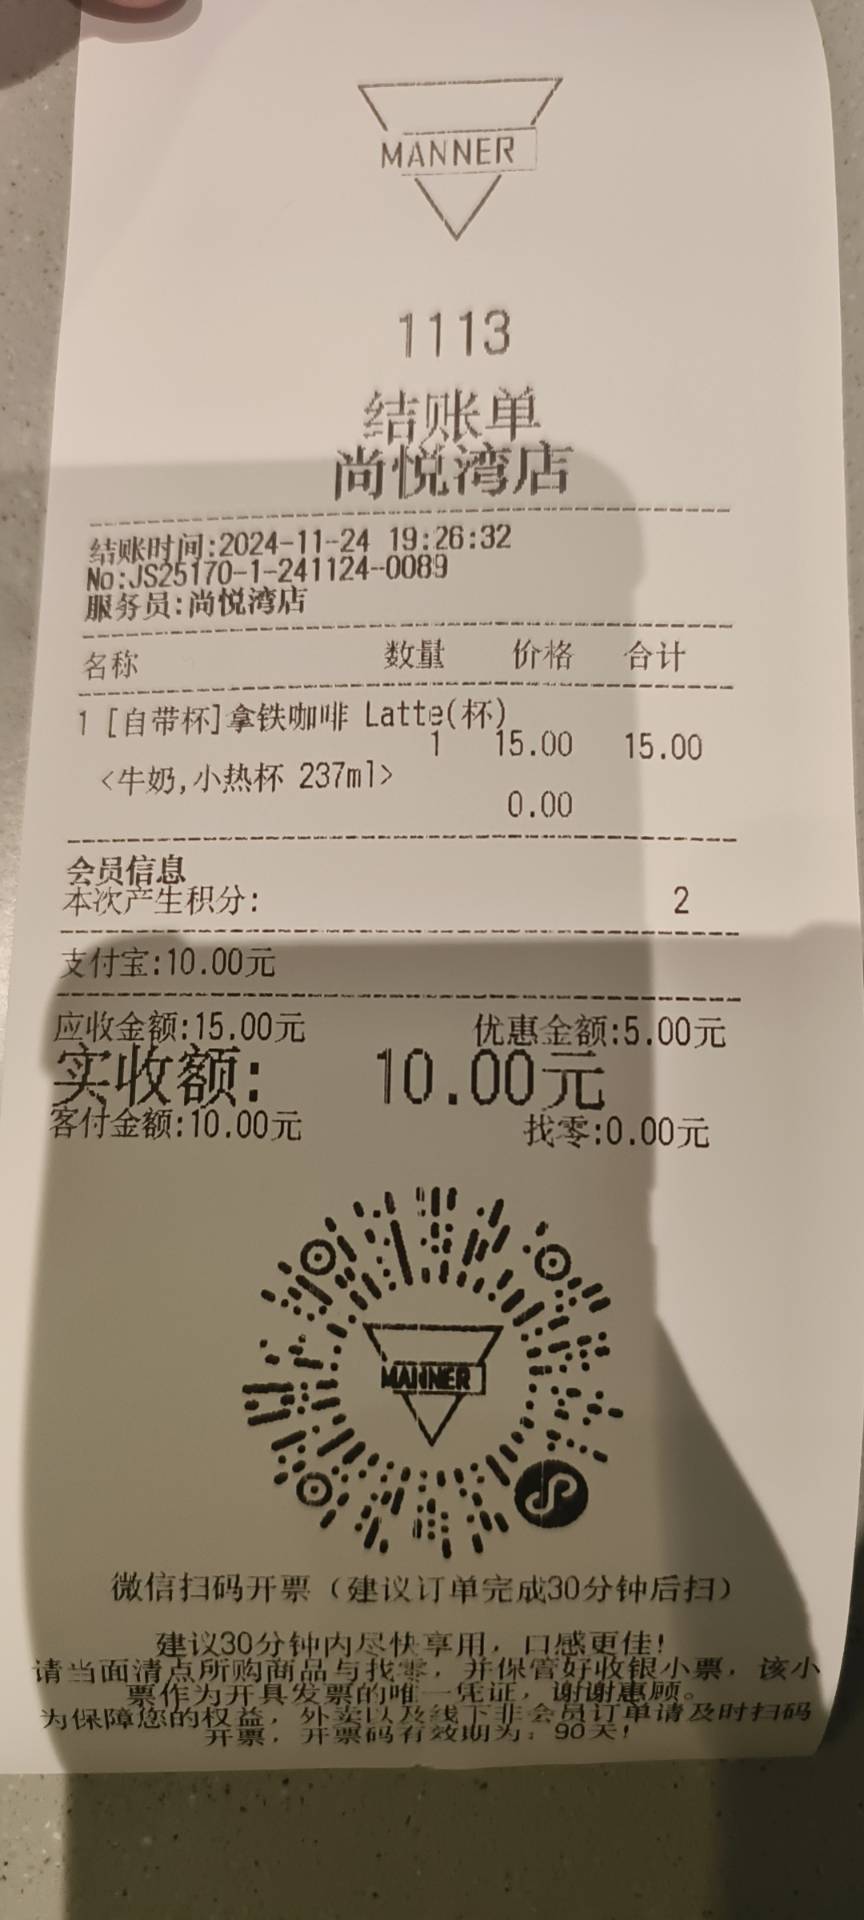 MANNER
1113
结账单
尚悦湾店
结账时间:2024-11-24 19:26:32
No:JS25170-1-241124-0089
服务员:尚悦湾店
名称 数量 价格 合计
1 [自带杯]拿铁咖啡 Latte(杯)
1 15.00 15.00
<牛奶,小热杯 237ml>
0.00
会员信息
本次产生积分: 2
支付宝:10.00元
应收金额:15.00元 优惠金额:5.00元
实收额: 10.00元
客付金额:10.00元 找零:0.00元
MANNER
微信扫码开票（建议订单完成30分钟后扫）
建议30分钟内尽快享用，口感更佳!
请当面清点所购商品与找零，并保管好收银小票，该小
票作为开具发票的唯一凭证，谢谢惠顾。
为保障您的权益，外卖以及线下非会员订单请及时扫码
开票，开票码有效期为：90天!